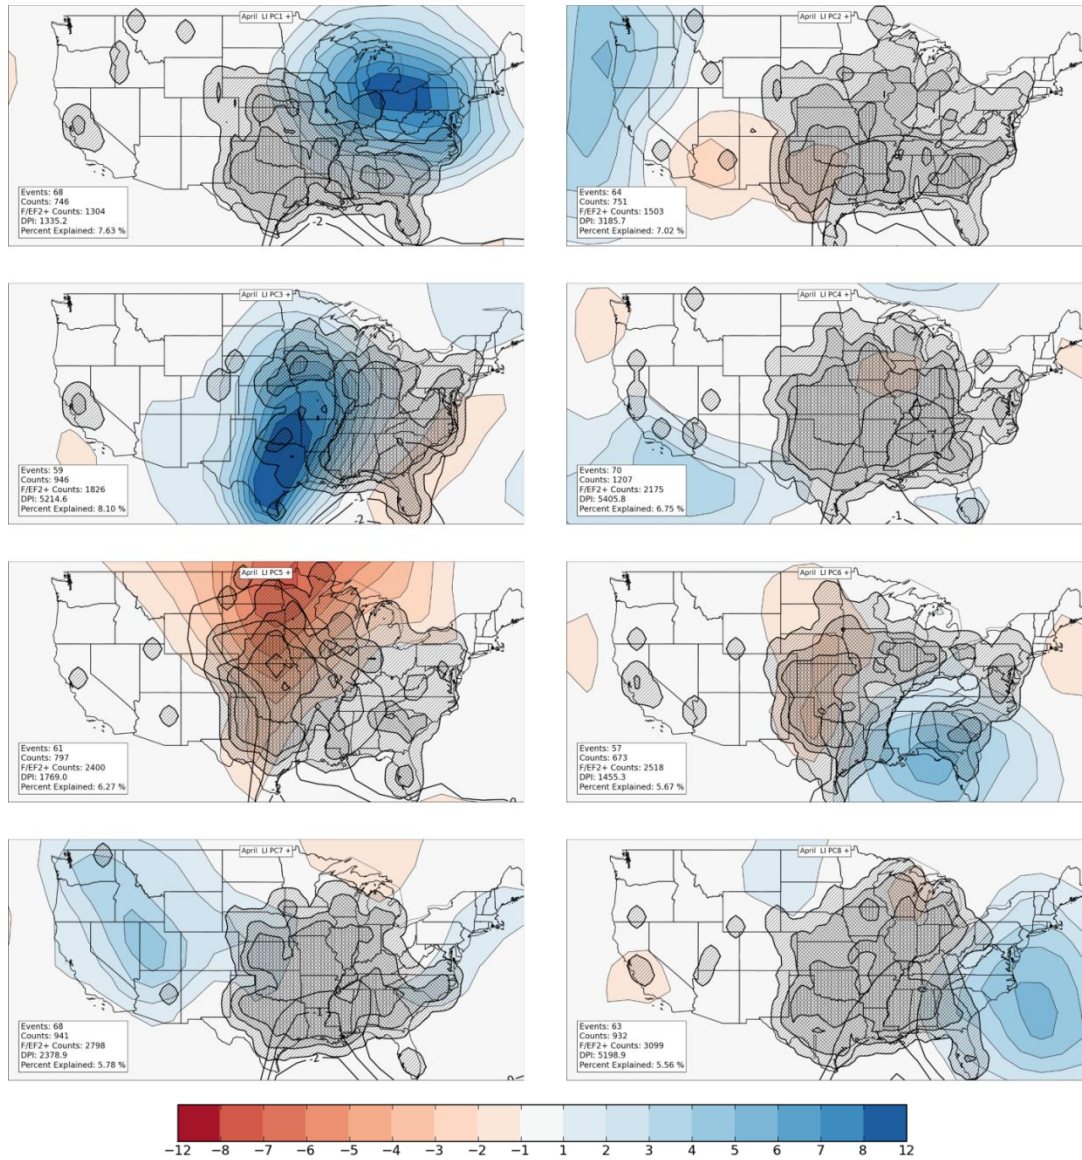 April LI PC1 +
-2
Events: 68
Counts: 746
F/EF2+ Counts: 1304
DPI: 1335.2
Percent Explained: 7.63 %
April LI PC2 +
Events: 64
Counts: 751
F/EF2+ Counts: 1503
DPI: 3185.7
Percent Explained: 7.02 %
April LI PC3 +
Events: 59
Counts: 946
F/EF2+ Counts: 1826
DPI: 5214.6
Percent Explained: 8.10 %
-1
-2
April LI PC4 +
Events: 70
Counts: 1207
F/EF2+ Counts: 2175
DPI: 5405.8
Percent Explained: 6.75 %
-1
April LI PC5 +
Events: 61
Counts: 797
F/EF2+ Counts: 2400
DPI: 1769.0
Percent Explained: 6.27 %
April LI PC6 +
Events: 57
Counts: 673
F/EF2+ Counts: 2518
DPI: 1455.3
Percent Explained: 5.67 %
April LI PC7 +
-1
-2
Events: 68
Counts: 941
F/EF2+ Counts: 2798
DPI: 2378.9
Percent Explained: 5.78 %
April LI PC8 +
Events: 63
Counts: 932
F/EF2+ Counts: 3099
DPI: 5198.9
Percent Explained: 5.56 %
−12 −8 −7 −6 −5 −4 −3 −2 −1 1 2 3 4 5 6 7 8 12